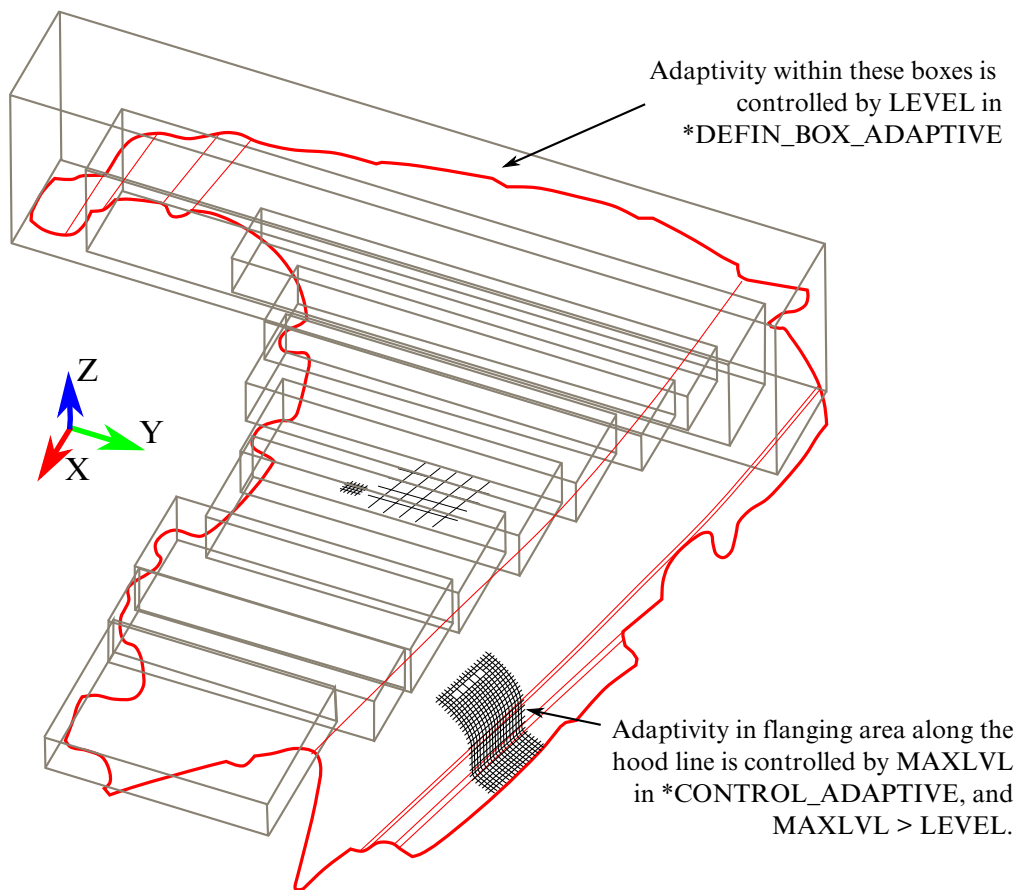 Adaptivity within these boxes is
controlled by LEVEL in
*DEFIN_BOX_ADAPTIVE
Z
Y
X
Adaptivity in flanging area along the
hood line is controlled by MAXLVL
in *CONTROL_ADAPTIVE, and
MAXLVL > LEVEL.